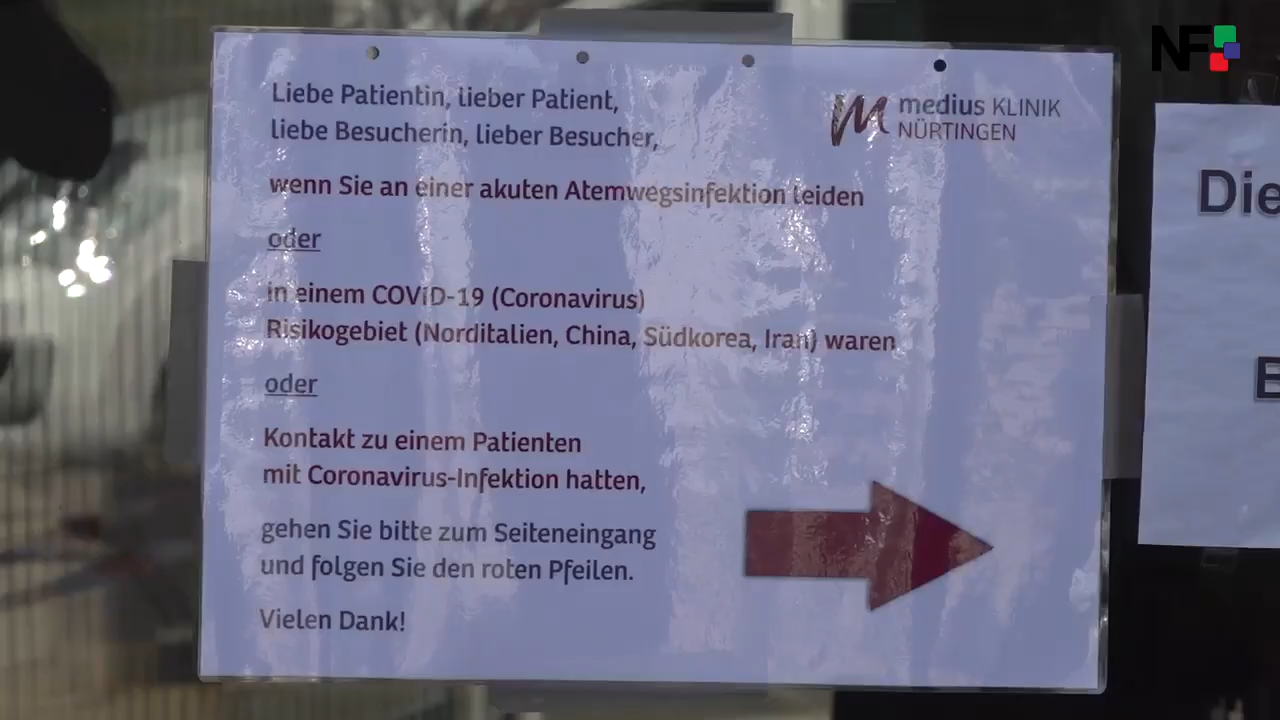 NF
Liebe Patientin, lieber Patient,
liebe Besucherin, lieber Besucher,
medius KLINIK
NÜRTINGEN
wenn Sie an einer akuten Atemwegsinfektion leiden
oder
in einem COViD-19 (Coronavirus)
Risikogebiet (Norditalien, China, Südkorea, Iran) waren
oder
Kontakt zu einem Patienten
mit Coronavirus-Infektion hatten,
gehen Sie bitte zum Seiteneingang
und folgen Sie den roten Pfeilen.
Vielen Dank!
Die